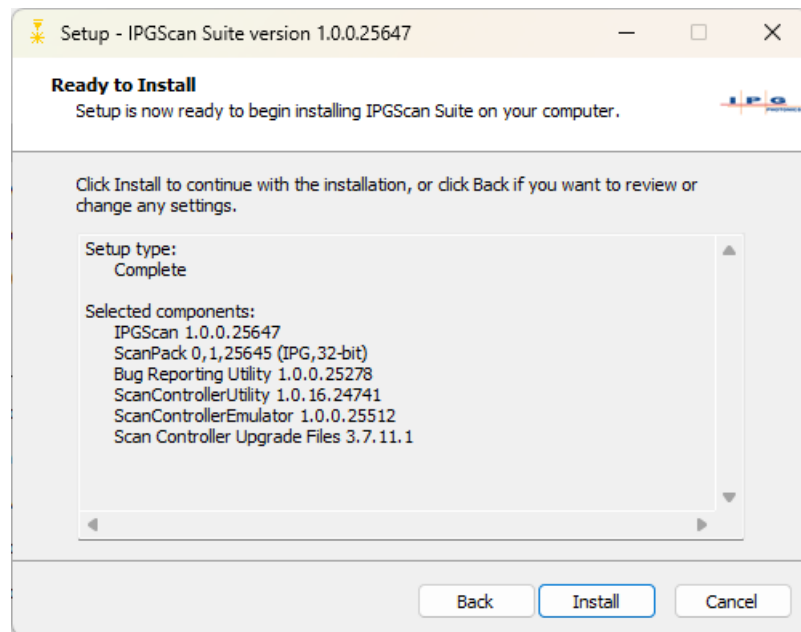 Setup - IPGScan Suite version 1.0.0.25647
Ready to Install
Setup is now ready to begin installing IPGScan Suite on your computer.
IPG
PHOTONICS
Click Install to continue with the installation, or click Back if you want to review or
change any settings.
Setup type:
Complete
Selected components:
IPGScan 1.0.0.25647
ScanPack 0,1,25645 (IPG,32-bit)
Bug Reporting Utility 1.0.0.25278
ScanControllerUtility 1.0.16.24741
ScanControllerEmulator 1.0.0.25512
Scan Controller Upgrade Files 3.7.11.1
Back
Install
Cancel